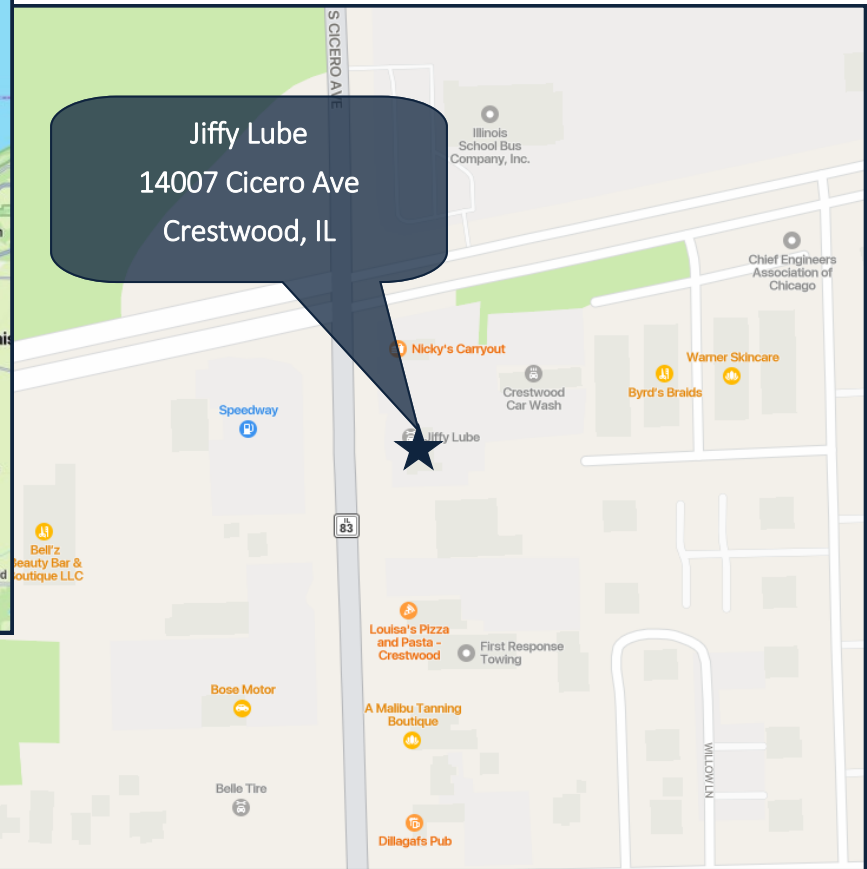 S CICERO AVE
Jiffy Lube
14007 Cicero Ave
Crestwood, IL
Illinois
School Bus
Company, Inc.
Chief Engineers
Association of
Chicago
Nicky's Carryout
Warner Skincare
Crestwood
Car Wash
Byrd's Braids
Speedway
Jiffy Lube
IL
83
Bell'z
Beauty Bar &
Boutique LLC
Louisa's Pizza
and Pasta -
Crestwood
First Response
Towing
Bose Motor
A Malibu Tanning
Boutique
WILLOW LN
Belle Tire
Dillagafs Pub